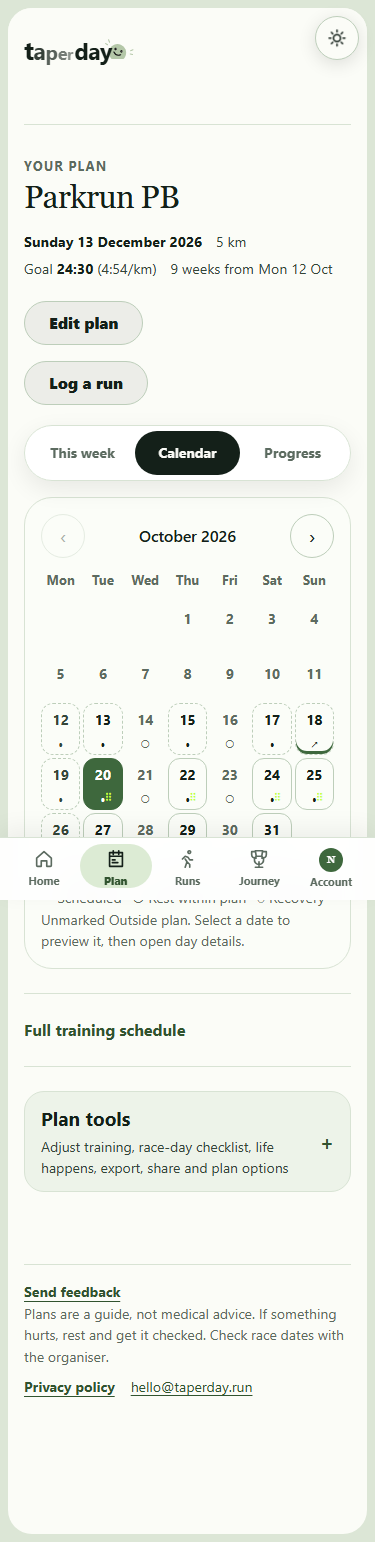 taperday
YOUR PLAN
Parkrun PB
Sunday 13 December 2026 5 km
Goal 24:30 (4:54/km) 9 weeks from Mon 12 Oct
Edit plan
Log a run
This week Calendar Progress
‹ October 2026 ›
Mon Tue Wed Thu Fri Sat Sun
1 2 3 4
5 6 7 8 9 10 11
12 13 14 15 16 17 18
19 20 21 22 23 24 25
26 27 28 29 30 31
Home Plan Runs Journey N Account
Scheduled Rest within plan Recovery
Unmarked Outside plan. Select a date to
preview it, then open day details.
Full training schedule
Plan tools
Adjust training, race-day checklist, life
happens, export, share and plan options
+
Send feedback
Plans are a guide, not medical advice. If something
hurts, rest and get it checked. Check race dates with
the organiser.
Privacy policy hello@taperday.run